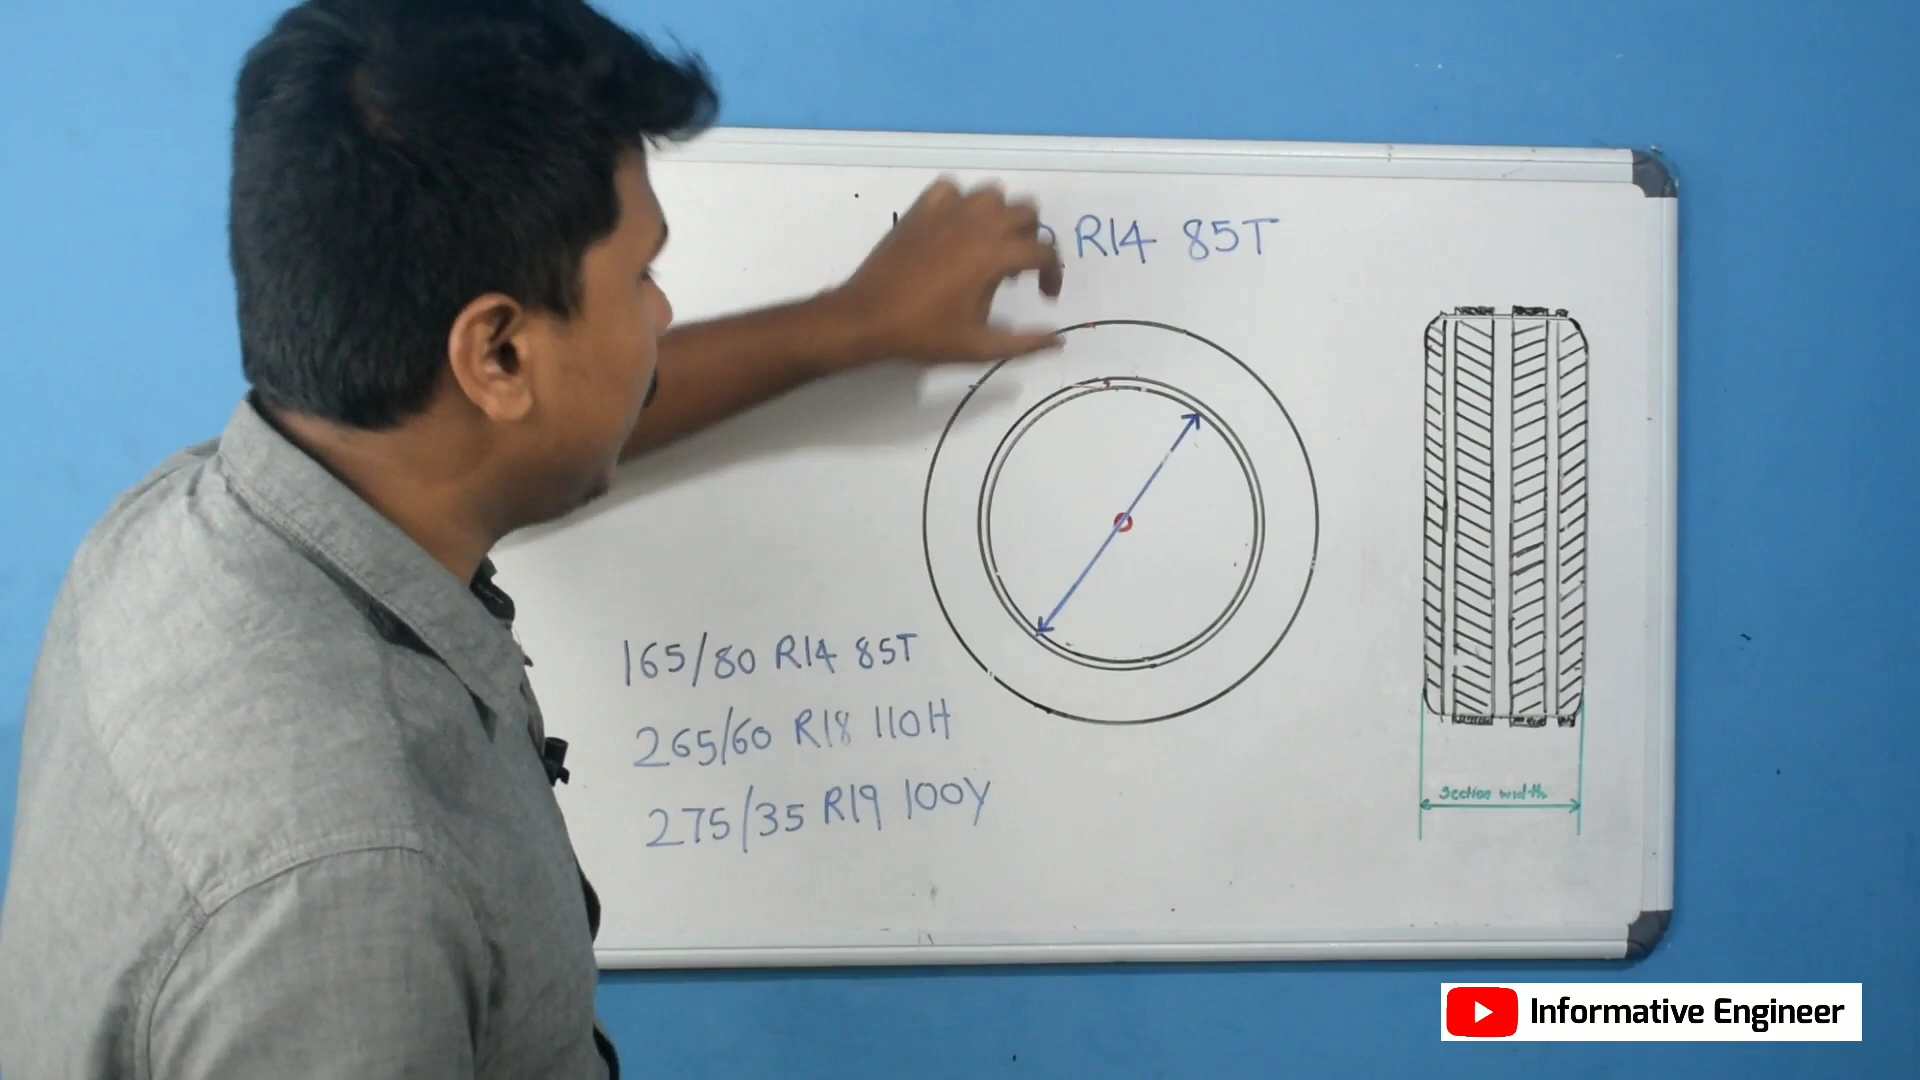 R14 85T
165/80 R14 85T
265/60 R18 110H
275/35 R19 100Y
Section width
Informative Engineer